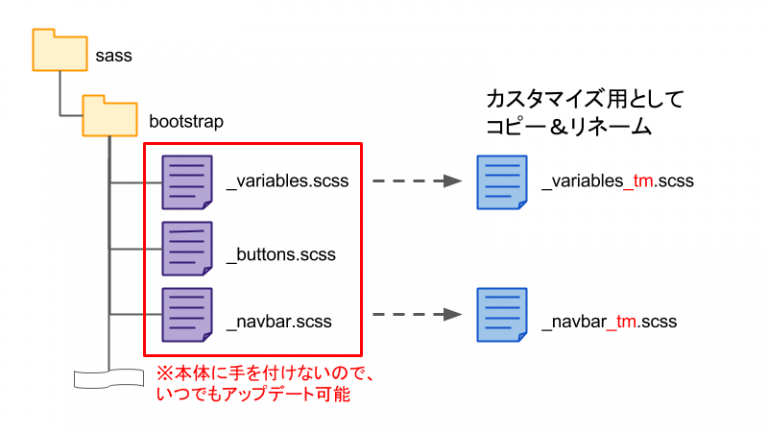 sass
bootstrap
カスタマイズ用として
コピー＆リネーム
_variables.scss
_variables_tm.scss
_buttons.scss
_navbar.scss
_navbar_tm.scss
※本体に手を付けないので、
いつでもアップデート可能